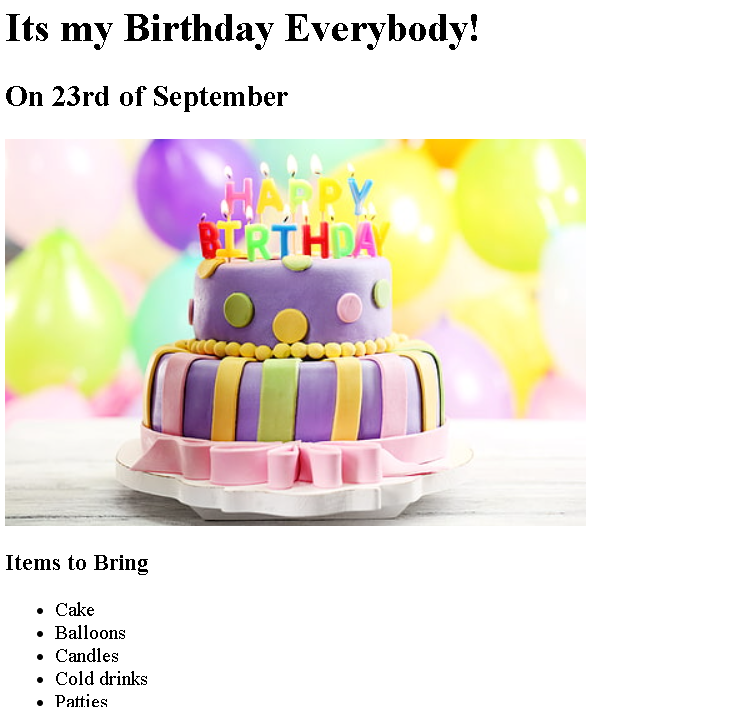 Its my Birthday Everybody!
On 23rd of September
HAPPY
BIRTHDAY
Items to Bring
Cake
Balloons
Candles
Cold drinks
Patties